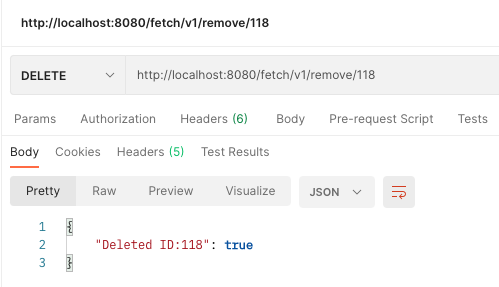 http://localhost:8080/fetch/v1/remove/118
DELETE http://localhost:8080/fetch/v1/remove/118
Params Authorization Headers (6) Body Pre-request Script Tests
Body Cookies Headers (5) Test Results
Pretty Raw Preview Visualize JSON
1 {
2 "Deleted ID:118": true
3 }